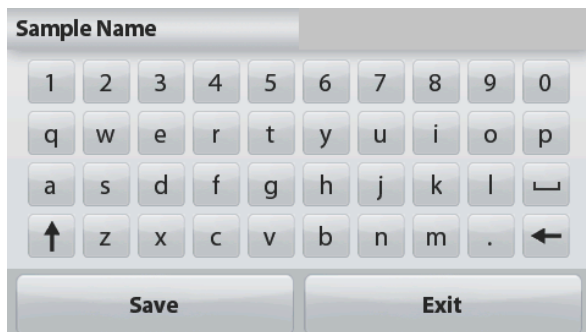 Sample Name
1 2 3 4 5 6 7 8 9 0
q w e r t y u i o p
a s d f g h j k l
z x c v b n m .
Save Exit